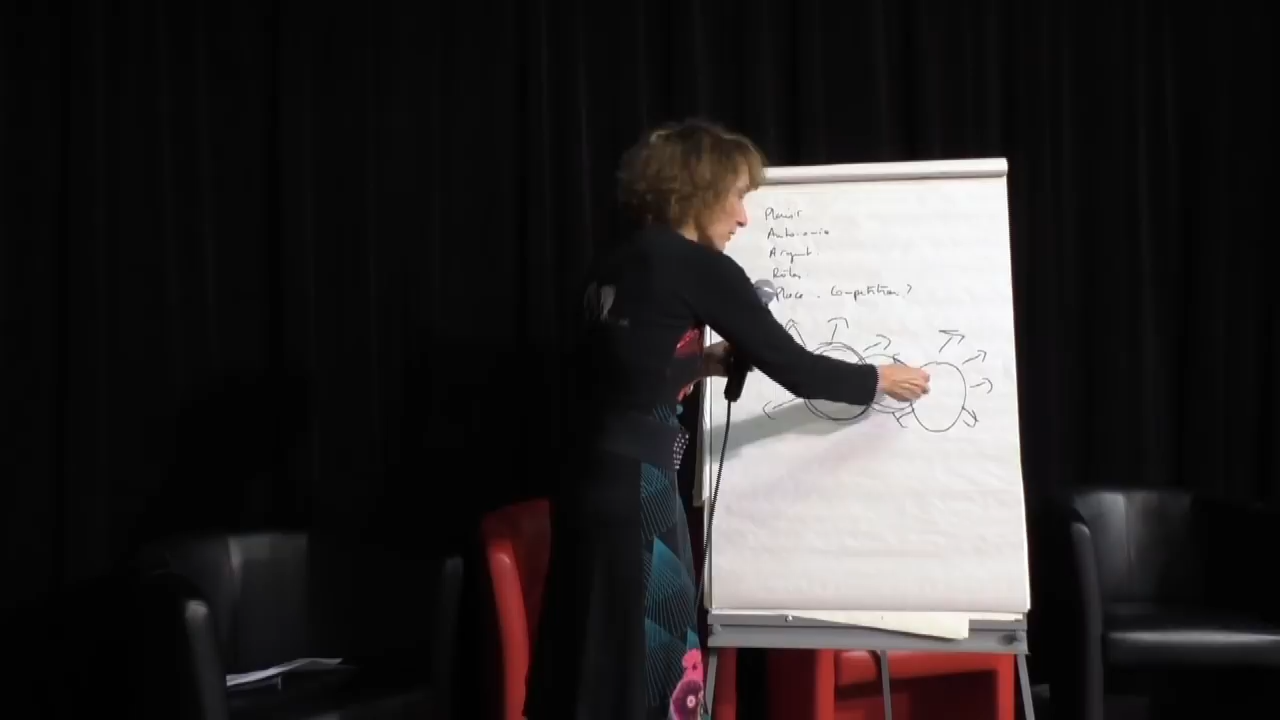 Plaisir
Autonomie
Argent
Rôles
Place. Compétition ?